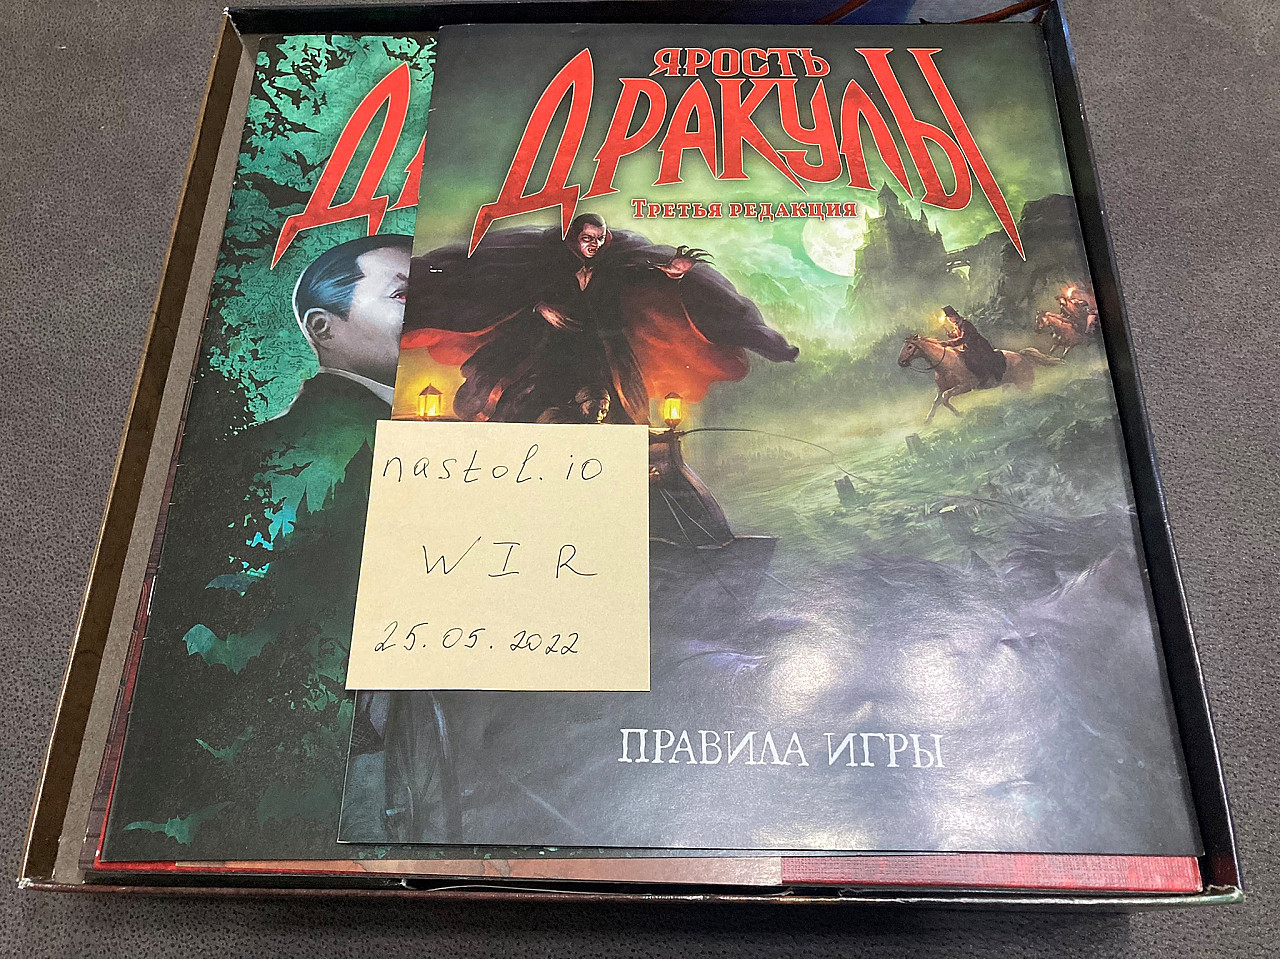 ЯРОСТЬ
ДРАКУЛЫ
ТРЕТЬЯ РЕДАКЦИЯ
nastol.io
WIR
25.05.2022
ПРАВИЛА ИГРЫ